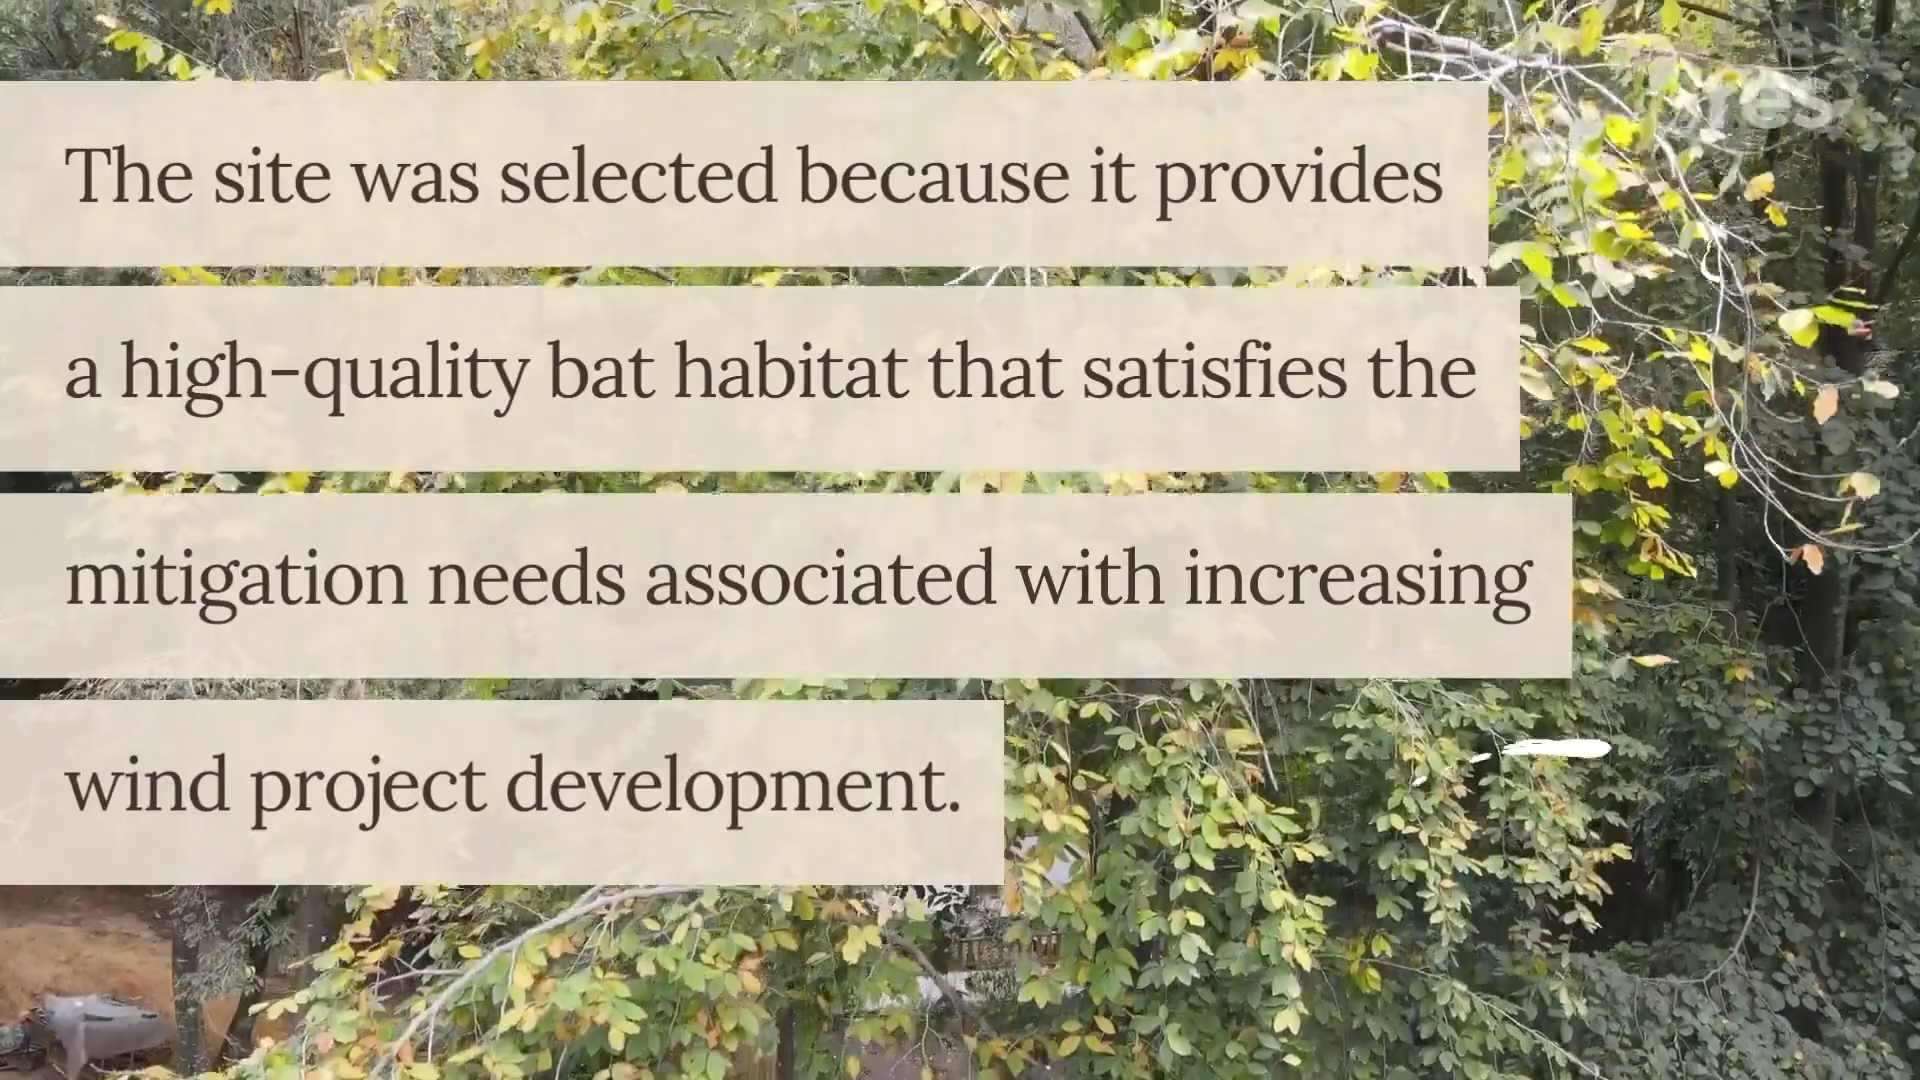 res
The site was selected because it provides
a high-quality bat habitat that satisfies the
mitigation needs associated with increasing
wind project development.